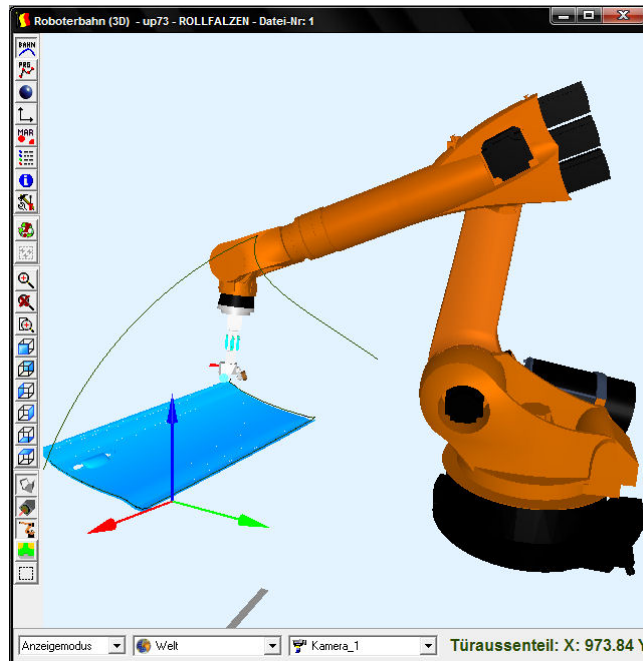 Roboterbahn (3D) - up73 - ROLLFALZEN - Datei-Nr: 1
BAHN
PRG
MAR
Anzeigemodus
Welt
Kamera_1
Türaussenteil: X: 973.84 Y